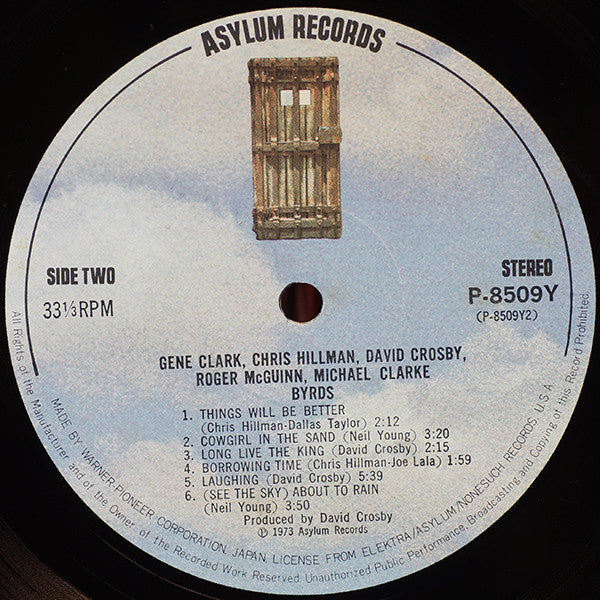 ASYLUM RECORDS
SIDE TWO
33⅓ RPM
STEREO
P-8509Y
(P-8509Y2)
GENE CLARK, CHRIS HILLMAN, DAVID CROSBY,
ROGER McGUINN, MICHAEL CLARKE
BYRDS
1. THINGS WILL BE BETTER
(Chris Hillman-Dallas Taylor) 2:12
2. COWGIRL IN THE SAND (Neil Young) 3:20
3. LONG LIVE THE KING (David Crosby) 2:15
4. BORROWING TIME (Chris Hillman-Joe Lala) 1:59
5. LAUGHING (David Crosby) 5:39
6. (SEE THE SKY) ABOUT TO RAIN
(Neil Young) 3:50
Produced by David Crosby
Ⓟ 1973 Asylum Records
MADE BY WARNER-PIONEER CORPORATION, JAPAN. LICENSE FROM ELEKTRA/ASYLUM/NONESUCH RECORDS, U.S.A.
All Rights of the Manufacturer and of the Owner of the Recorded Work Reserved. Unauthorized Public Performance, Broadcasting and Copying of this Record Prohibited.